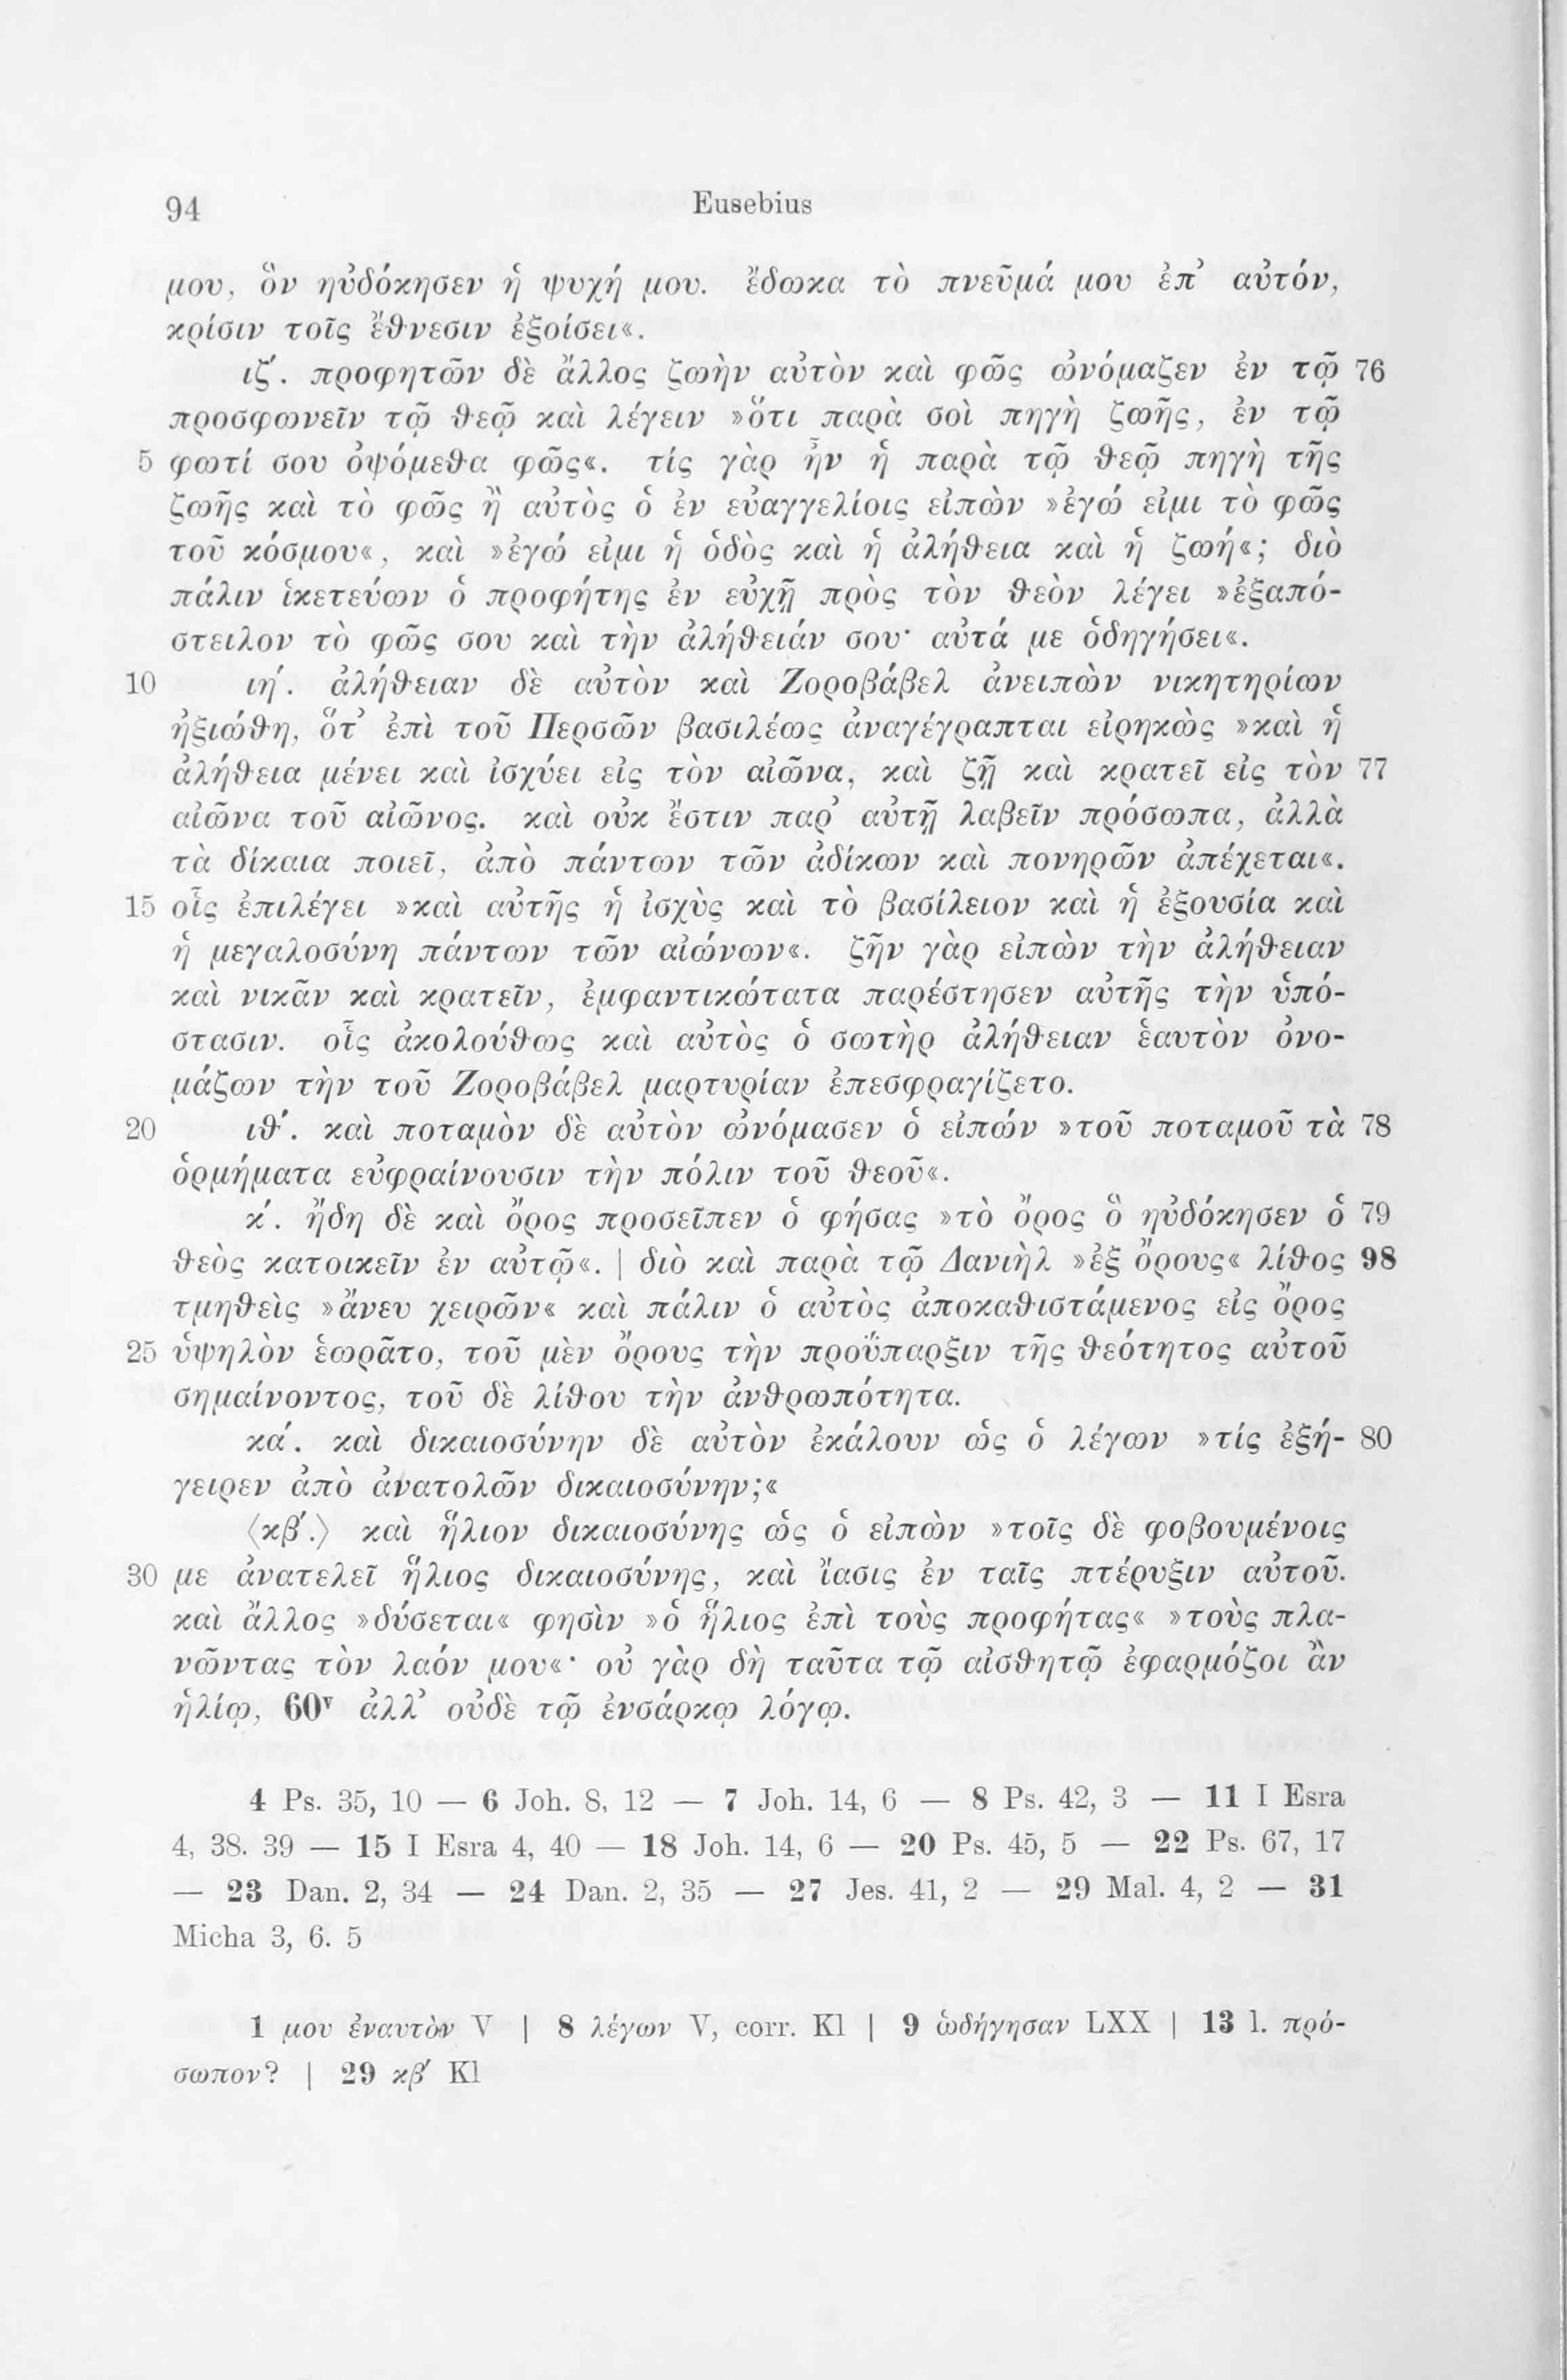 94 Eusebius
μου, ὃν ηὐδόκησεν ἡ ψυχή μου. ἔδωκα τὸ πνεῦμά μου ἐπ’ αὐτόν,
κρίσιν τοῖς ἔθνεσιν ἐξοίσει«.
ιζ΄. προφητῶν δὲ ἄλλος ζωὴν αὐτὸν καὶ φῶς ὠνόμαζεν ἐν τῷ 76
προσφωνεῖν τῷ θεῷ καὶ λέγειν »ὅτι παρὰ σοὶ πηγὴ ζωῆς, ἐν τῷ
5 φωτί σου ὀψόμεθα φῶς«. τίς γὰρ ἦν ἡ παρὰ τῷ θεῷ πηγὴ τῆς
ζωῆς καὶ τὸ φῶς ἢ αὐτὸς ὁ ἐν εὐαγγελίοις εἰπὼν »ἐγώ εἰμι τὸ φῶς
τοῦ κόσμου«, καὶ »ἐγώ εἰμι ἡ ὁδὸς καὶ ἡ ἀλήθεια καὶ ἡ ζωή«; διὸ
πάλιν ἱκετεύων ὁ προφήτης ἐν εὐχῇ πρὸς τὸν θεὸν λέγει »ἐξαπό-
στειλον τὸ φῶς σου καὶ τὴν ἀλήθειάν σου· αὐτά με ὁδηγήσει«.
10 ιη΄. ἀλήθειαν δὲ αὐτὸν καὶ Ζοροβάβελ ἀνειπὼν νικητηρίων
ἠξιώθη, ὅτ’ ἐπὶ τοῦ Περσῶν βασιλέως ἀναγέγραπται εἰρηκὼς »καὶ ἡ
ἀλήθεια μένει καὶ ἰσχύει εἰς τὸν αἰῶνα, καὶ ζῇ καὶ κρατεῖ εἰς τὸν 77
αἰῶνα τοῦ αἰῶνος. καὶ οὐκ ἔστιν παρ’ αὐτῇ λαβεῖν πρόσωπα, ἀλλὰ
τὰ δίκαια ποιεῖ, ἀπὸ πάντων τῶν ἀδίκων καὶ πονηρῶν ἀπέχεται«.
15 οἷς ἐπιλέγει »καὶ αὐτῆς ἡ ἰσχὺς καὶ τὸ βασίλειον καὶ ἡ ἐξουσία καὶ
ἡ μεγαλοσύνη πάντων τῶν αἰώνων«. ζῆν γὰρ εἰπὼν τὴν ἀλήθειαν
καὶ νικᾶν καὶ κρατεῖν, ἐμφαντικώτατα παρέστησεν αὐτῆς τὴν ὑπό-
στασιν. οἷς ἀκολούθως καὶ αὐτὸς ὁ σωτὴρ ἀλήθειαν ἑαυτὸν ὀνο-
μάζων τὴν τοῦ Ζοροβάβελ μαρτυρίαν ἐπεσφραγίζετο.
20 ιθ΄. καὶ ποταμὸν δὲ αὐτὸν ὠνόμασεν ὁ εἰπών »τοῦ ποταμοῦ τὰ 78
ὁρμήματα εὐφραίνουσιν τὴν πόλιν τοῦ θεοῦ«.
κ΄. ἤδη δὲ καὶ ὄρος προσεῖπεν ὁ φήσας »τὸ ὄρος ὃ ηὐδόκησεν ὁ 79
θεὸς κατοικεῖν ἐν αὐτῷ«. | διὸ καὶ παρὰ τῷ Δανιὴλ »ἐξ ὄρους« λίθος 98
τμηθεὶς »ἄνευ χειρῶν« καὶ πάλιν ὁ αὐτὸς ἀποκαθιστάμενος εἰς ὄρος
25 ὑψηλὸν ἑωρᾶτο, τοῦ μὲν ὄρους τὴν προΰπαρξιν τῆς θεότητος αὐτοῦ
σημαίνοντος, τοῦ δὲ λίθου τὴν ἀνθρωπότητα.
κα΄. καὶ δικαιοσύνην δὲ αὐτὸν ἐκάλουν ὡς ὁ λέγων »τίς ἐξή- 80
γειρεν ἀπὸ ἀνατολῶν δικαιοσύνην;«
⟨κβ΄.⟩ καὶ ἥλιον δικαιοσύνης ὡς ὁ εἰπὼν »τοῖς δὲ φοβουμένοις
30 με ἀνατελεῖ ἥλιος δικαιοσύνης, καὶ ἴασις ἐν ταῖς πτέρυξιν αὐτοῦ.
καὶ ἄλλος »δύσεται« φησὶν »ὁ ἥλιος ἐπὶ τοὺς προφήτας« »τοὺς πλα-
νῶντας τὸν λαόν μου«· οὐ γὰρ δὴ ταῦτα τῷ αἰσθητῷ ἐφαρμόζοι ἂν
ἡλίῳ, 60ᵛ ἀλλ’ οὐδὲ τῷ ἐνσάρκῳ λόγῳ.
4 Ps. 35, 10 — 6 Joh. 8, 12 — 7 Joh. 14, 6 — 8 Ps. 42, 3 — 11 I Esra
4, 38. 39 — 15 I Esra 4, 40 — 18 Joh. 14, 6 — 20 Ps. 45, 5 — 22 Ps. 67, 17
— 23 Dan. 2, 34 — 24 Dan. 2, 35 — 27 Jes. 41, 2 — 29 Mal. 4, 2 — 31
Micha 3, 6. 5
1 μου ἐναυτὸν V | 8 λέγων V, corr. Kl | 9 ὡδήγησαν LXX | 13 l. πρό-
σωπον? | 29 κβ΄ Kl